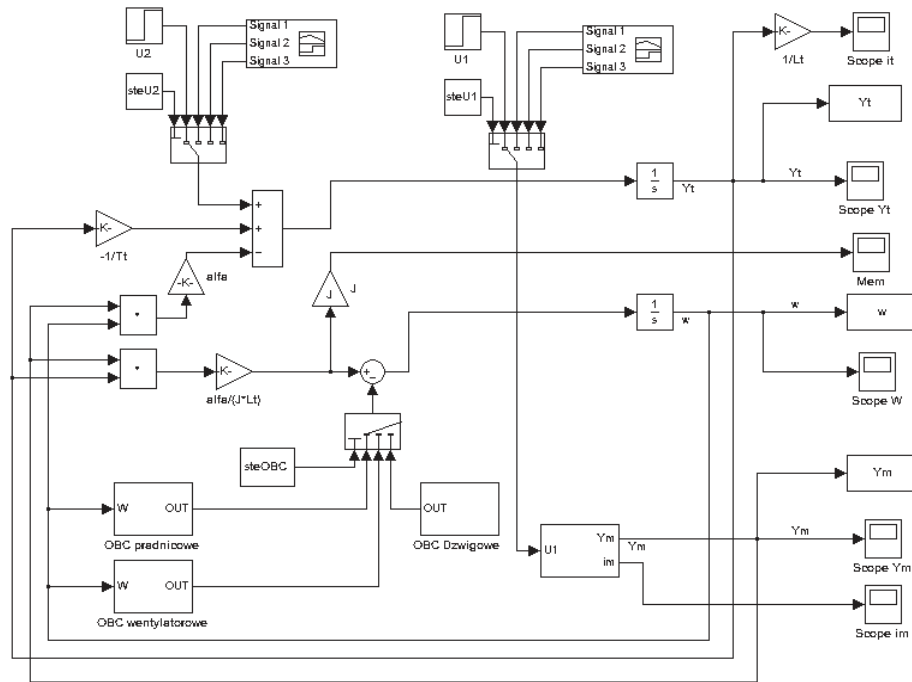 U2
Signal 1
Signal 2
Signal 3
steU2
U1
Signal 1
Signal 2
Signal 3
steU1
-K-
1/Lt
Scope it
Yt
1
s
Yt
Yt
Scope Yt
+
+
−
-K-
-1/Tt
-K-
alfa
J
J
Mem
1
s
w
w
w
Scope W
-K-
alfa/(J*Lt)
+
−
steOBC
W
OUT
OBC pradnicowe
OUT
OBC Dzwigowe
W
OUT
OBC wentylatorowe
U1
Ym
im
Ym
Ym
Ym
Scope Ym
Scope im